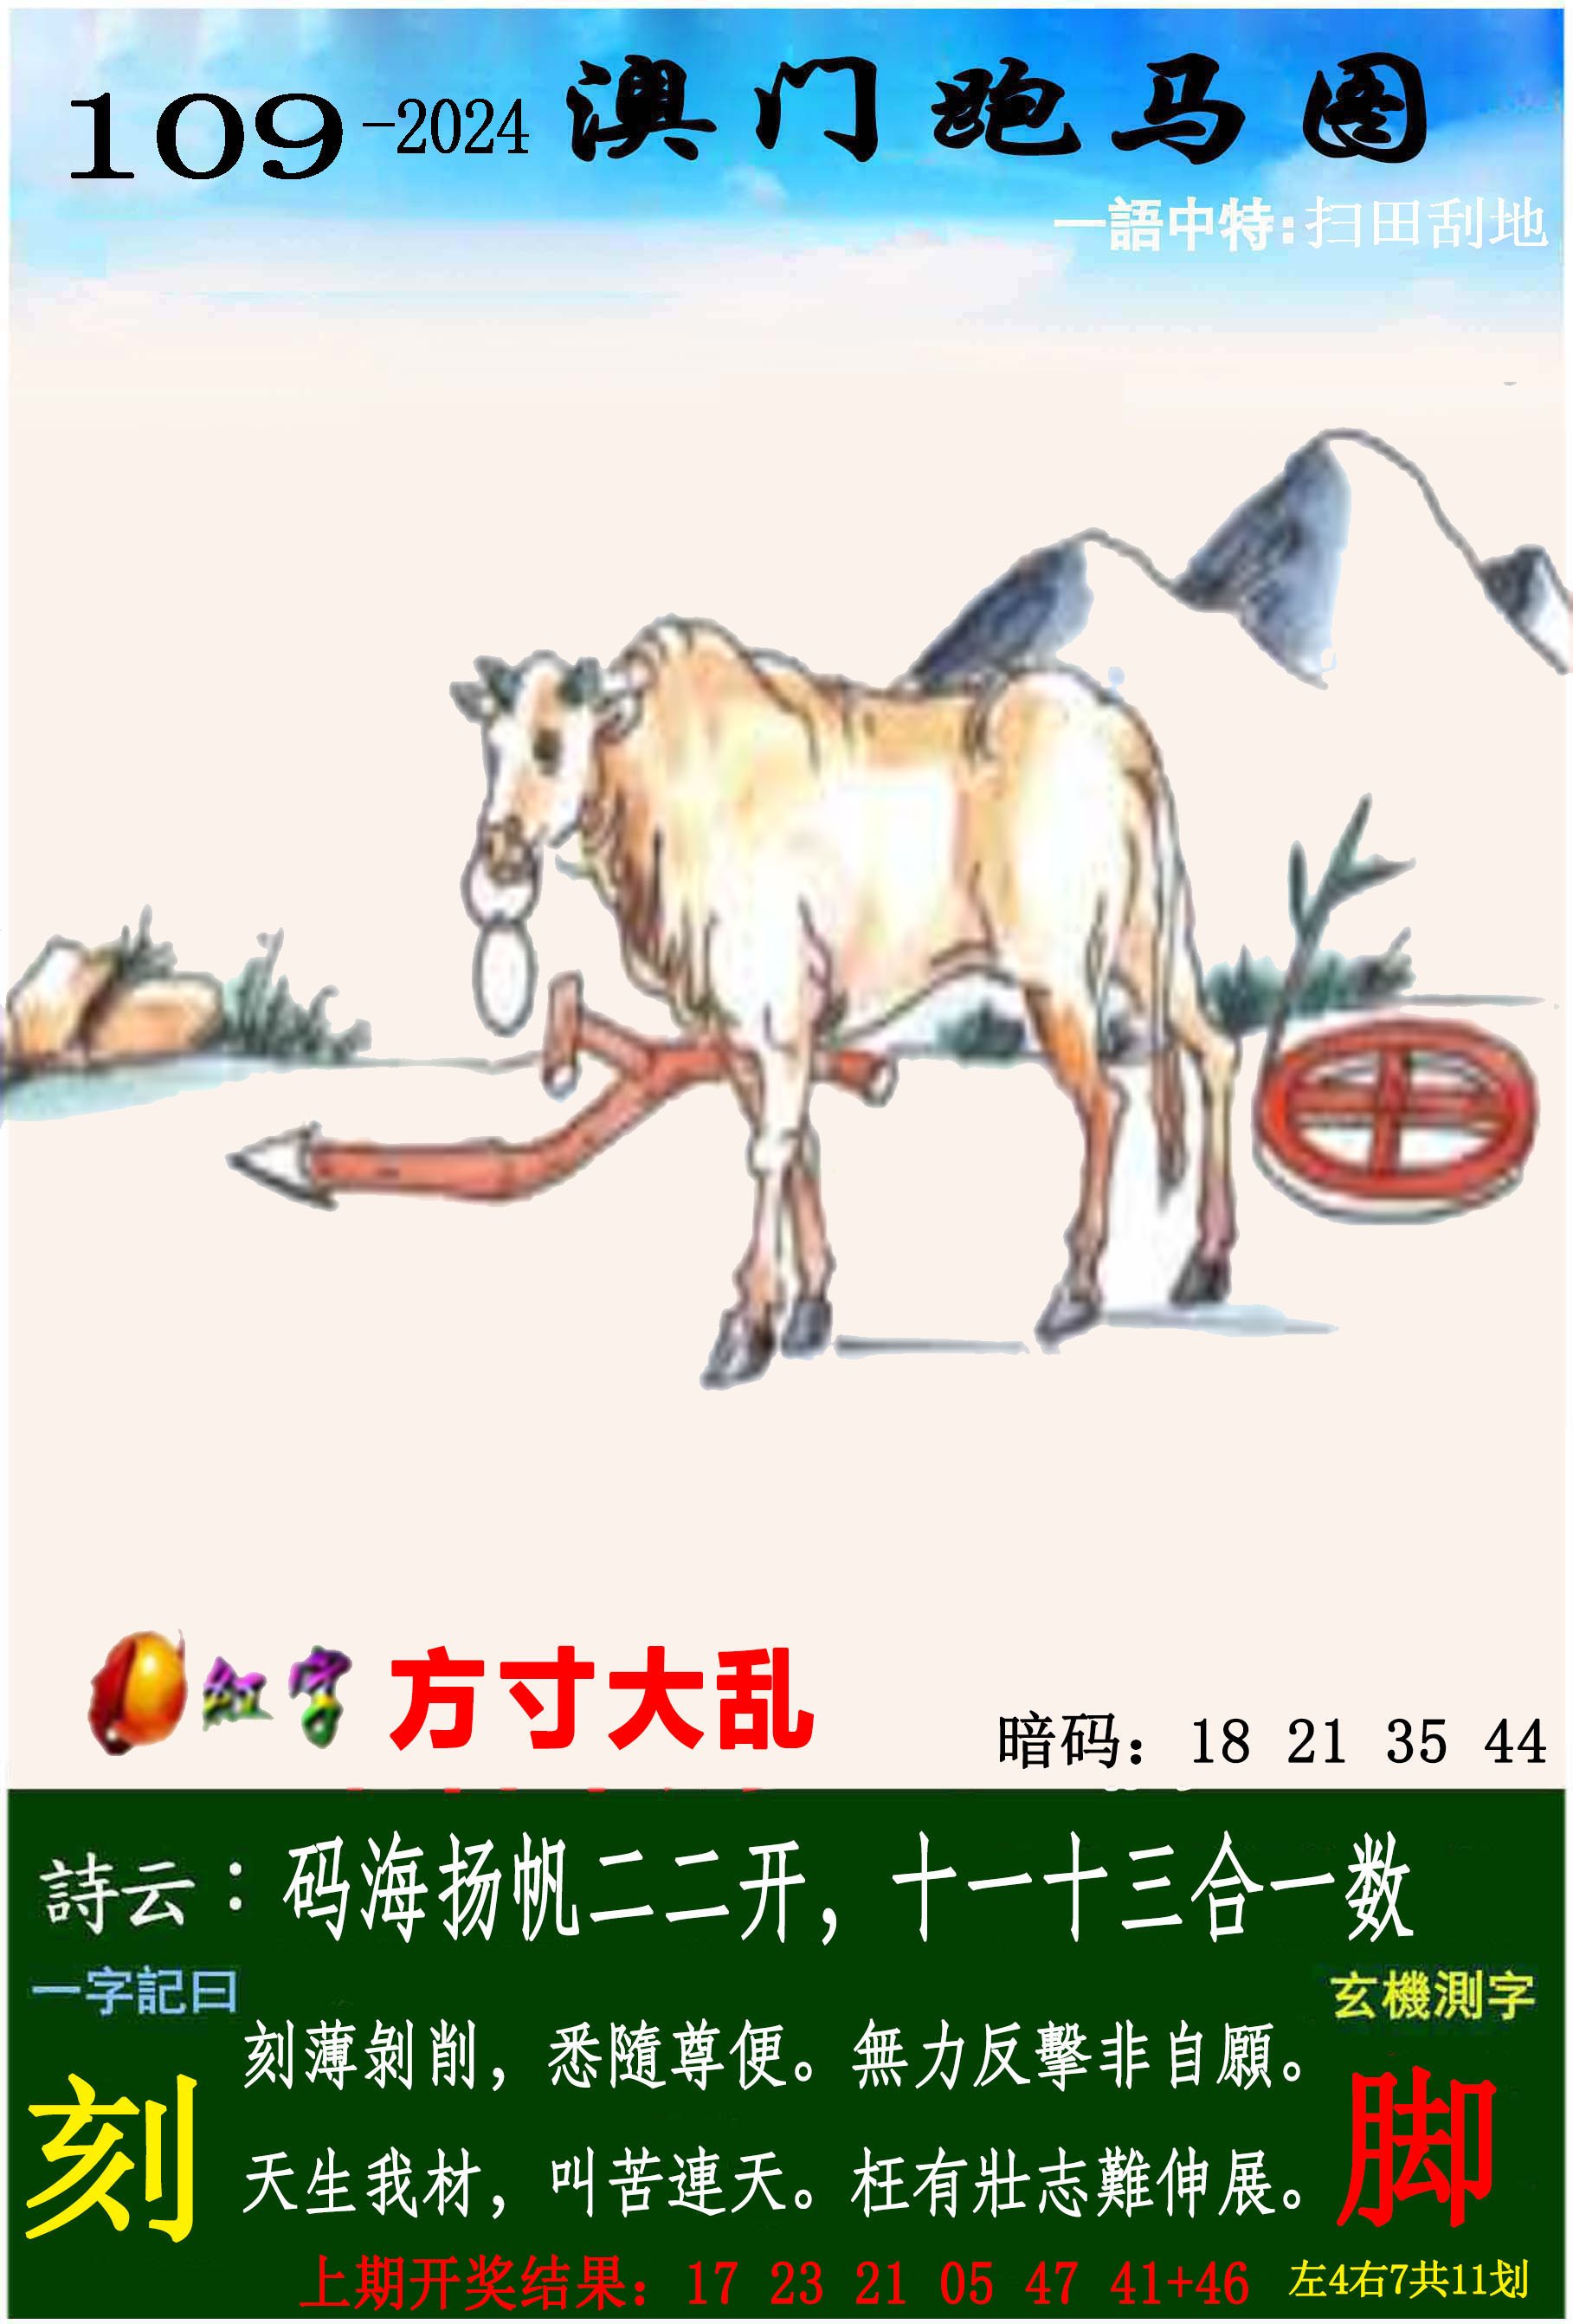 109-2024 澳门跑马图
一語中特:扫田刮地
红字 方寸大乱
暗码：18 21 35 44
詩云：码海扬帆二二开，十一十三合一数
一字記曰
玄機測字
刻薄剝削，悉隨尊便。無力反擊非自願。
刻
脚
天生我材，叫苦連天。枉有壯志難伸展。
上期开奖结果：17 23 21 05 47 41+46
左4右7共11划